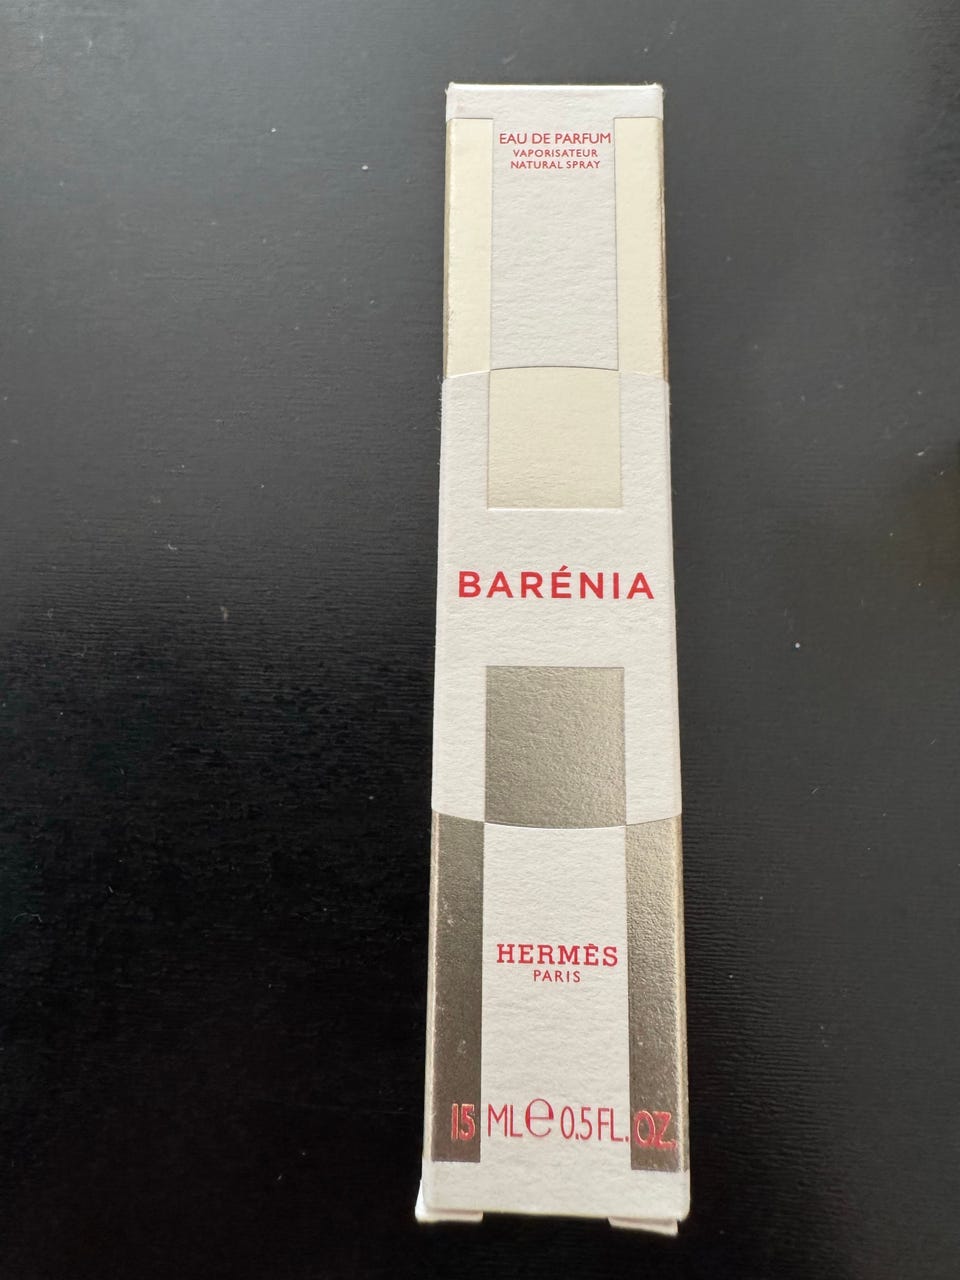 EAU DE PARFUM
VAPORISATEUR
NATURAL SPRAY
BARÉNIA
HERMÈS
PARIS
15 ML ℮ 0.5 FL. OZ.